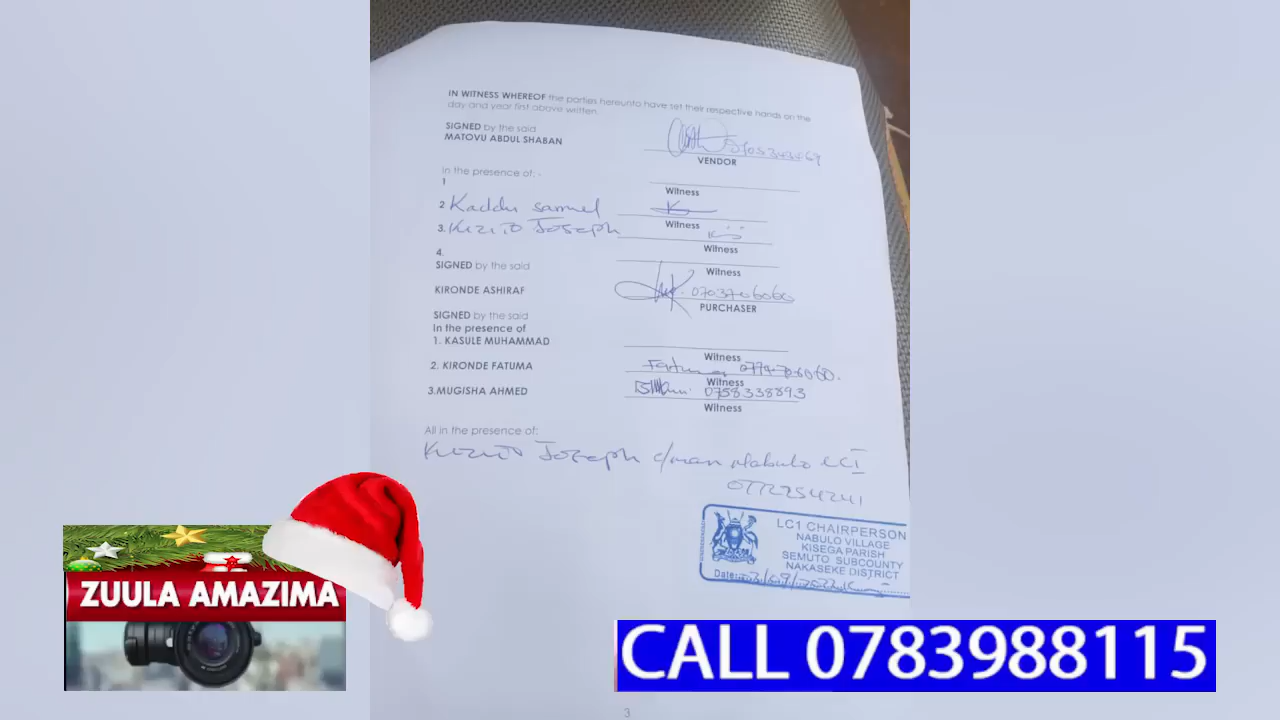 IN WITNESS WHEREOF the parties hereunto have set their respective hands on the
day and year first above written.
SIGNED by the said
MATOVU ABDUL SHABAN
VENDOR
In the presence of: -
1
Witness
2 Kaddu Samuel
Witness
3. Kizito Joseph
Witness
4.
Witness
SIGNED by the said
KIRONDE ASHIRAF
0703706060
PURCHASER
SIGNED by the said
In the presence of
1. KASULE MUHAMMAD
Witness
2. KIRONDE FATUMA
Fatuma
Witness
3.MUGISHA AHMED
0758338893
Witness
All in the presence of:
Kizito Joseph c/man Nabulo LCI
0772254241
LC1 CHAIRPERSON
NABULO VILLAGE
KISEGA PARISH
SEMUTO SUBCOUNTY
NAKASEKE DISTRICT
Date:
ZUULA AMAZIMA
CALL 0783988115
3